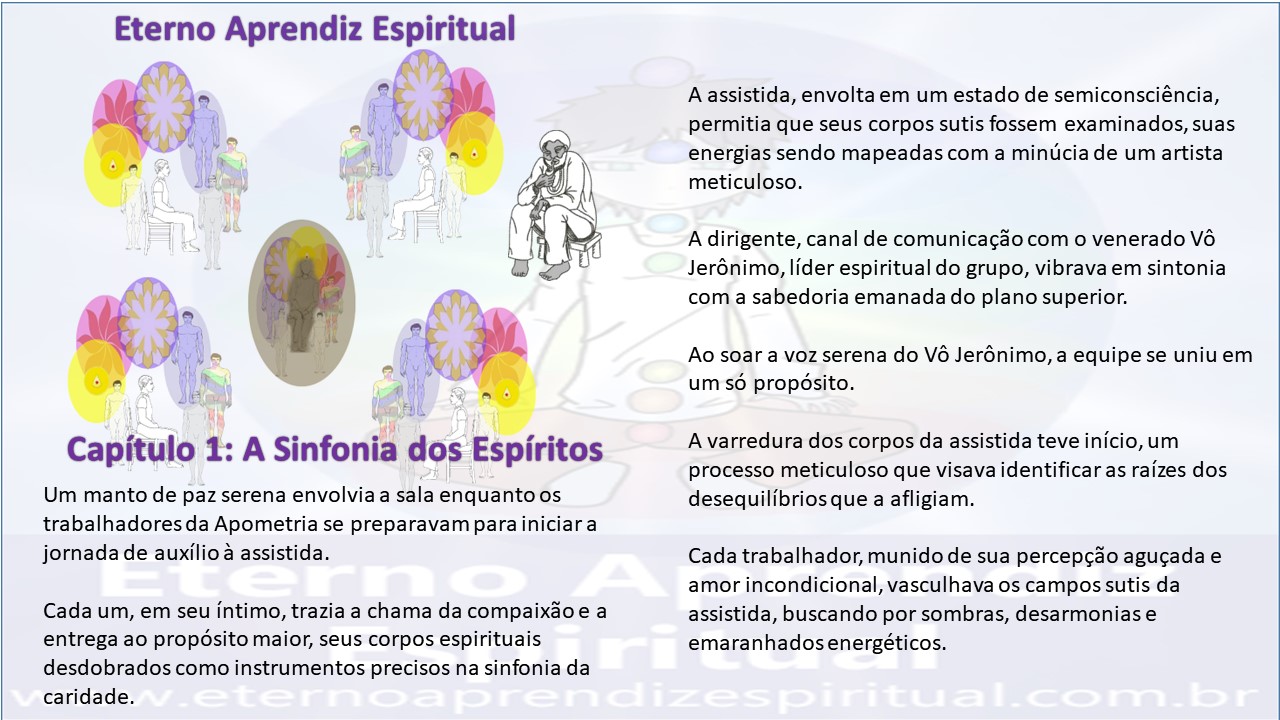 Eterno Aprendiz Espiritual
Capítulo 1: A Sinfonia dos Espíritos
Um manto de paz serena envolvia a sala enquanto os
trabalhadores da Apometria se preparavam para iniciar a
jornada de auxílio à assistida.
Cada um, em seu íntimo, trazia a chama da compaixão e a
entrega ao propósito maior, seus corpos espirituais
desdobrados como instrumentos precisos na sinfonia da
caridade.
A assistida, envolta em um estado de semiconsciência,
permitia que seus corpos sutis fossem examinados, suas
energias sendo mapeadas com a minúcia de um artista
meticuloso.
A dirigente, canal de comunicação com o venerado Vô
Jerônimo, líder espiritual do grupo, vibrava em sintonia
com a sabedoria emanada do plano superior.
Ao soar a voz serena do Vô Jerônimo, a equipe se uniu em
um só propósito.
A varredura dos corpos da assistida teve início, um
processo meticuloso que visava identificar as raízes dos
desequilíbrios que a afligiam.
Cada trabalhador, munido de sua percepção aguçada e
amor incondicional, vasculhava os campos sutis da
assistida, buscando por sombras, desarmonias e
emaranhados energéticos.
Eterno Aprendiz
Espiritual
www.eternoaprendizespiritual.com.br